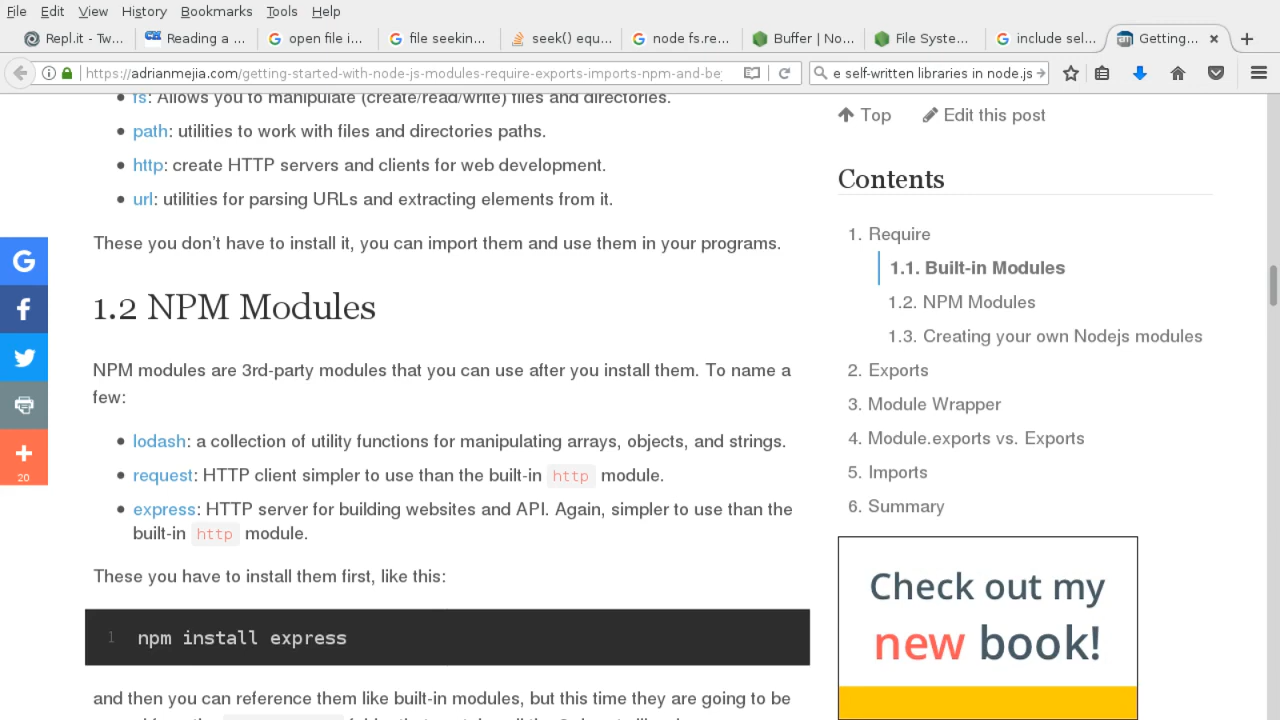 File Edit View History Bookmarks Tools Help
Repl.it - Tw...
Reading a ...
open file i...
file seekin...
seek() equ...
node fs.re...
Buffer | No...
File Syste...
include sel...
Getting...
https://adrianmejia.com/getting-started-with-node-js-modules-require-exports-imports-npm-and-be
e self-written libraries in node.js
fs: Allows you to manipulate (create/read/write) files and directories.
• path: utilities to work with files and directories paths.
• http: create HTTP servers and clients for web development.
• url: utilities for parsing URLs and extracting elements from it.
These you don’t have to install it, you can import them and use them in your programs.
1.2 NPM Modules
NPM modules are 3rd-party modules that you can use after you install them. To name a
few:
• lodash: a collection of utility functions for manipulating arrays, objects, and strings.
• request: HTTP client simpler to use than the built-in http module.
• express: HTTP server for building websites and API. Again, simpler to use than the
built-in http module.
These you have to install them first, like this:
1 npm install express
and then you can reference them like built-in modules, but this time they are going to be
G
f
20
Top Edit this post
Contents
1. Require
1.1. Built-in Modules
1.2. NPM Modules
1.3. Creating your own Nodejs modules
2. Exports
3. Module Wrapper
4. Module.exports vs. Exports
5. Imports
6. Summary
Check out my
new book!